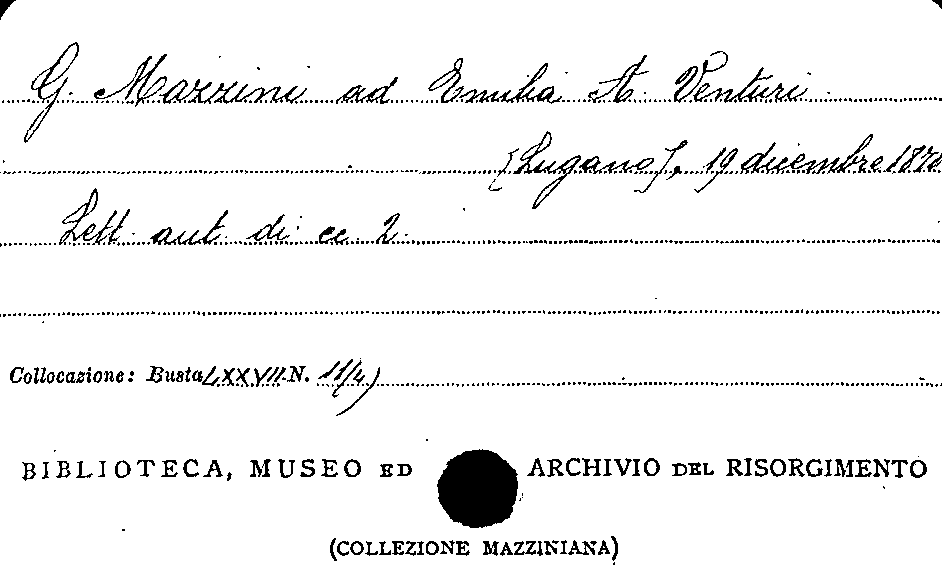 G. Mazzini ad Emilia A. Venturi.
[Lugano], 19 dicembre 1870
Lett. aut. di cc. 2.
Collocazione: Busta LXXVII N. 11/4)
BIBLIOTECA, MUSEO ED ARCHIVIO DEL RISORGIMENTO
(COLLEZIONE MAZZINIANA)